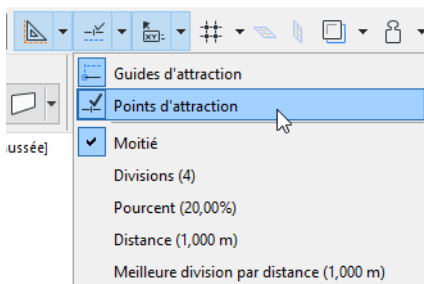 XY:
Guides d'attraction
Points d'attraction
ussée]
Moitié
Divisions (4)
Pourcent (20,00%)
Distance (1,000 m)
Meilleure division par distance (1,000 m)